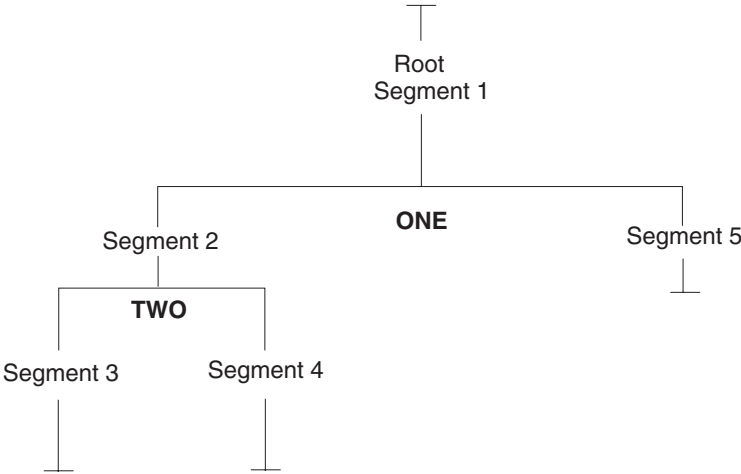 Root
Segment 1
ONE
Segment 2
Segment 5
TWO
Segment 3
Segment 4